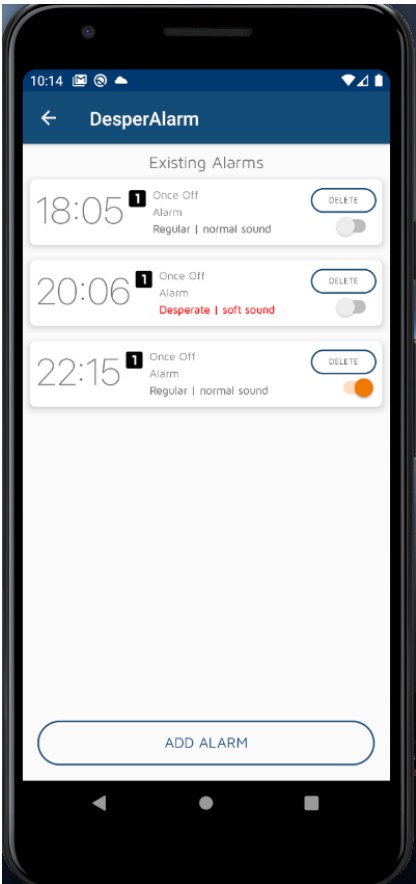 10:14
DesperAlarm
Existing Alarms
18:05 1 Once Off
Alarm
Regular | normal sound
DELETE
20:06 1 Once Off
Alarm
Desperate | soft sound
DELETE
22:15 1 Once Off
Alarm
Regular | normal sound
DELETE
ADD ALARM